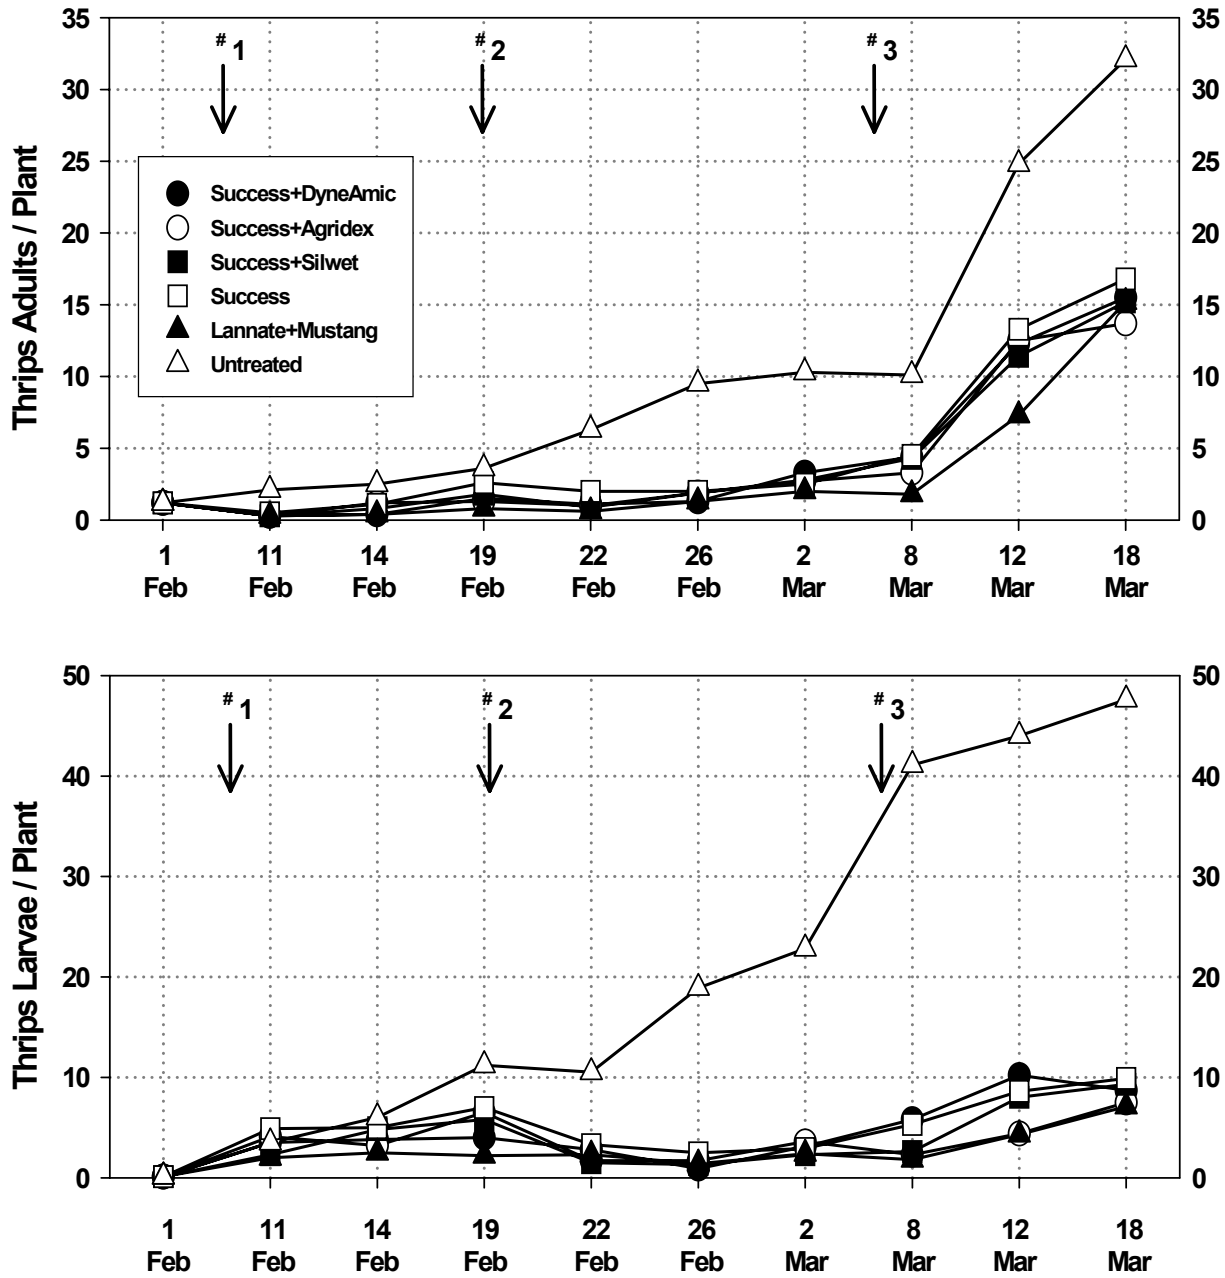 35 35
# 1 # 2 # 3
30 30
25 25
Success+DyneAmic
Success+Agridex
20 20
Success+Silwet
Success
15 15
Lannate+Mustang
Untreated
10 10
5 5
0 0
Thrips Adults / Plant
1 11 14 19 22 26 2 8 12 18
Feb Feb Feb Feb Feb Feb Mar Mar Mar Mar
50 50
# 1 # 2 # 3
40 40
30 30
20 20
10 10
0 0
Thrips Larvae / Plant
1 11 14 19 22 26 2 8 12 18
Feb Feb Feb Feb Feb Feb Mar Mar Mar Mar